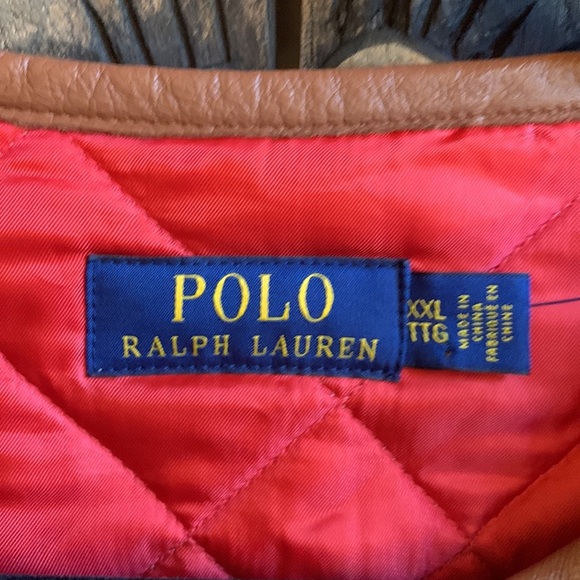 POLO
RALPH LAUREN
XXL
TTG
MADE IN
CHINA
FABRIQUÉ EN
CHINE